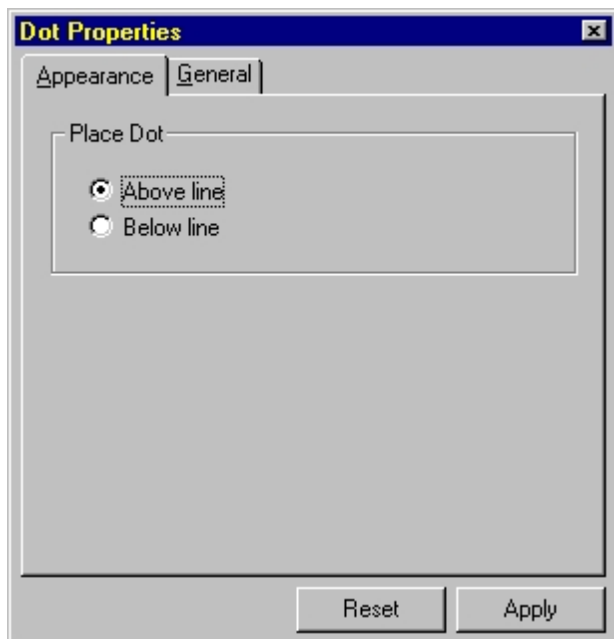 Dot Properties
Appearance General
Place Dot
Above line
Below line
Reset Apply